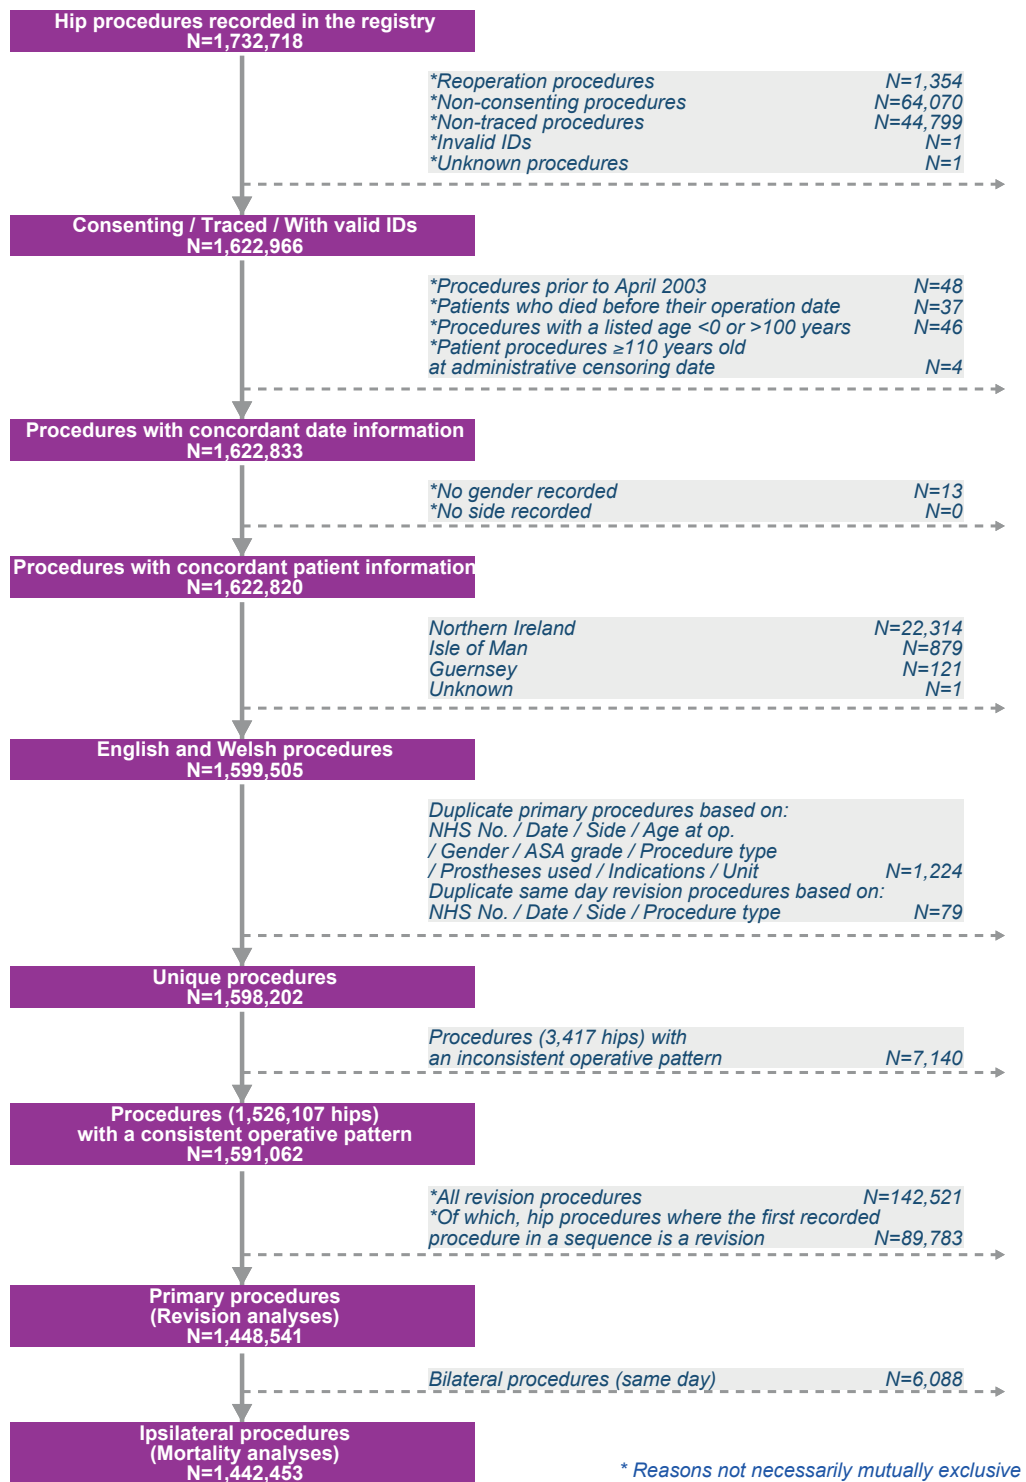 Hip procedures recorded in the registry
N=1,732,718
*Reoperation procedures N=1,354
*Non-consenting procedures N=64,070
*Non-traced procedures N=44,799
*Invalid IDs N=1
*Unknown procedures N=1
Consenting / Traced / With valid IDs
N=1,622,966
*Procedures prior to April 2003 N=48
*Patients who died before their operation date N=37
*Procedures with a listed age <0 or >100 years N=46
*Patient procedures ≥110 years old
at administrative censoring date N=4
Procedures with concordant date information
N=1,622,833
*No gender recorded N=13
*No side recorded N=0
Procedures with concordant patient information
N=1,622,820
Northern Ireland N=22,314
Isle of Man N=879
Guernsey N=121
Unknown N=1
English and Welsh procedures
N=1,599,505
Duplicate primary procedures based on:
NHS No. / Date / Side / Age at op.
/ Gender / ASA grade / Procedure type
/ Prostheses used / Indications / Unit N=1,224
Duplicate same day revision procedures based on:
NHS No. / Date / Side / Procedure type N=79
Unique procedures
N=1,598,202
Procedures (3,417 hips) with
an inconsistent operative pattern N=7,140
Procedures (1,526,107 hips)
with a consistent operative pattern
N=1,591,062
*All revision procedures N=142,521
*Of which, hip procedures where the first recorded
procedure in a sequence is a revision N=89,783
Primary procedures
(Revision analyses)
N=1,448,541
Bilateral procedures (same day) N=6,088
Ipsilateral procedures
(Mortality analyses)
N=1,442,453
* Reasons not necessarily mutually exclusive